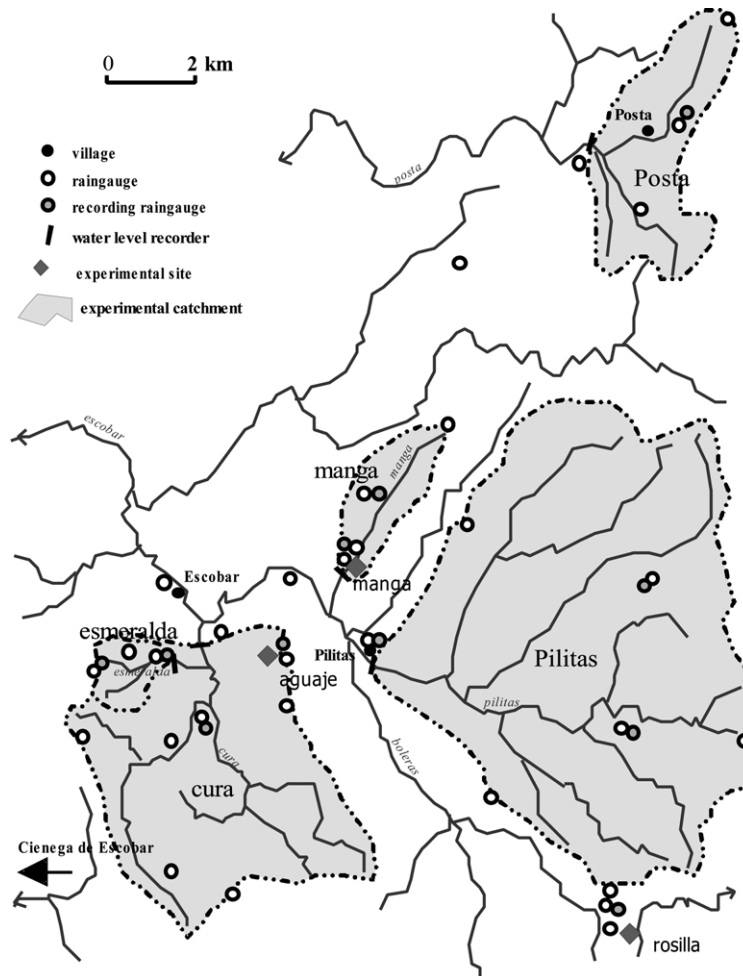 0 2 km
village
raingauge
recording raingauge
water level recorder
experimental site
experimental catchment
Posta
Posta
posta
escobar
manga
manga
manga
Escobar
esmeralda
esmeralda
aguaje
Pilitas
Pilitas
pilitas
boleras
cura
cura
Cienega de Escobar
rosilla